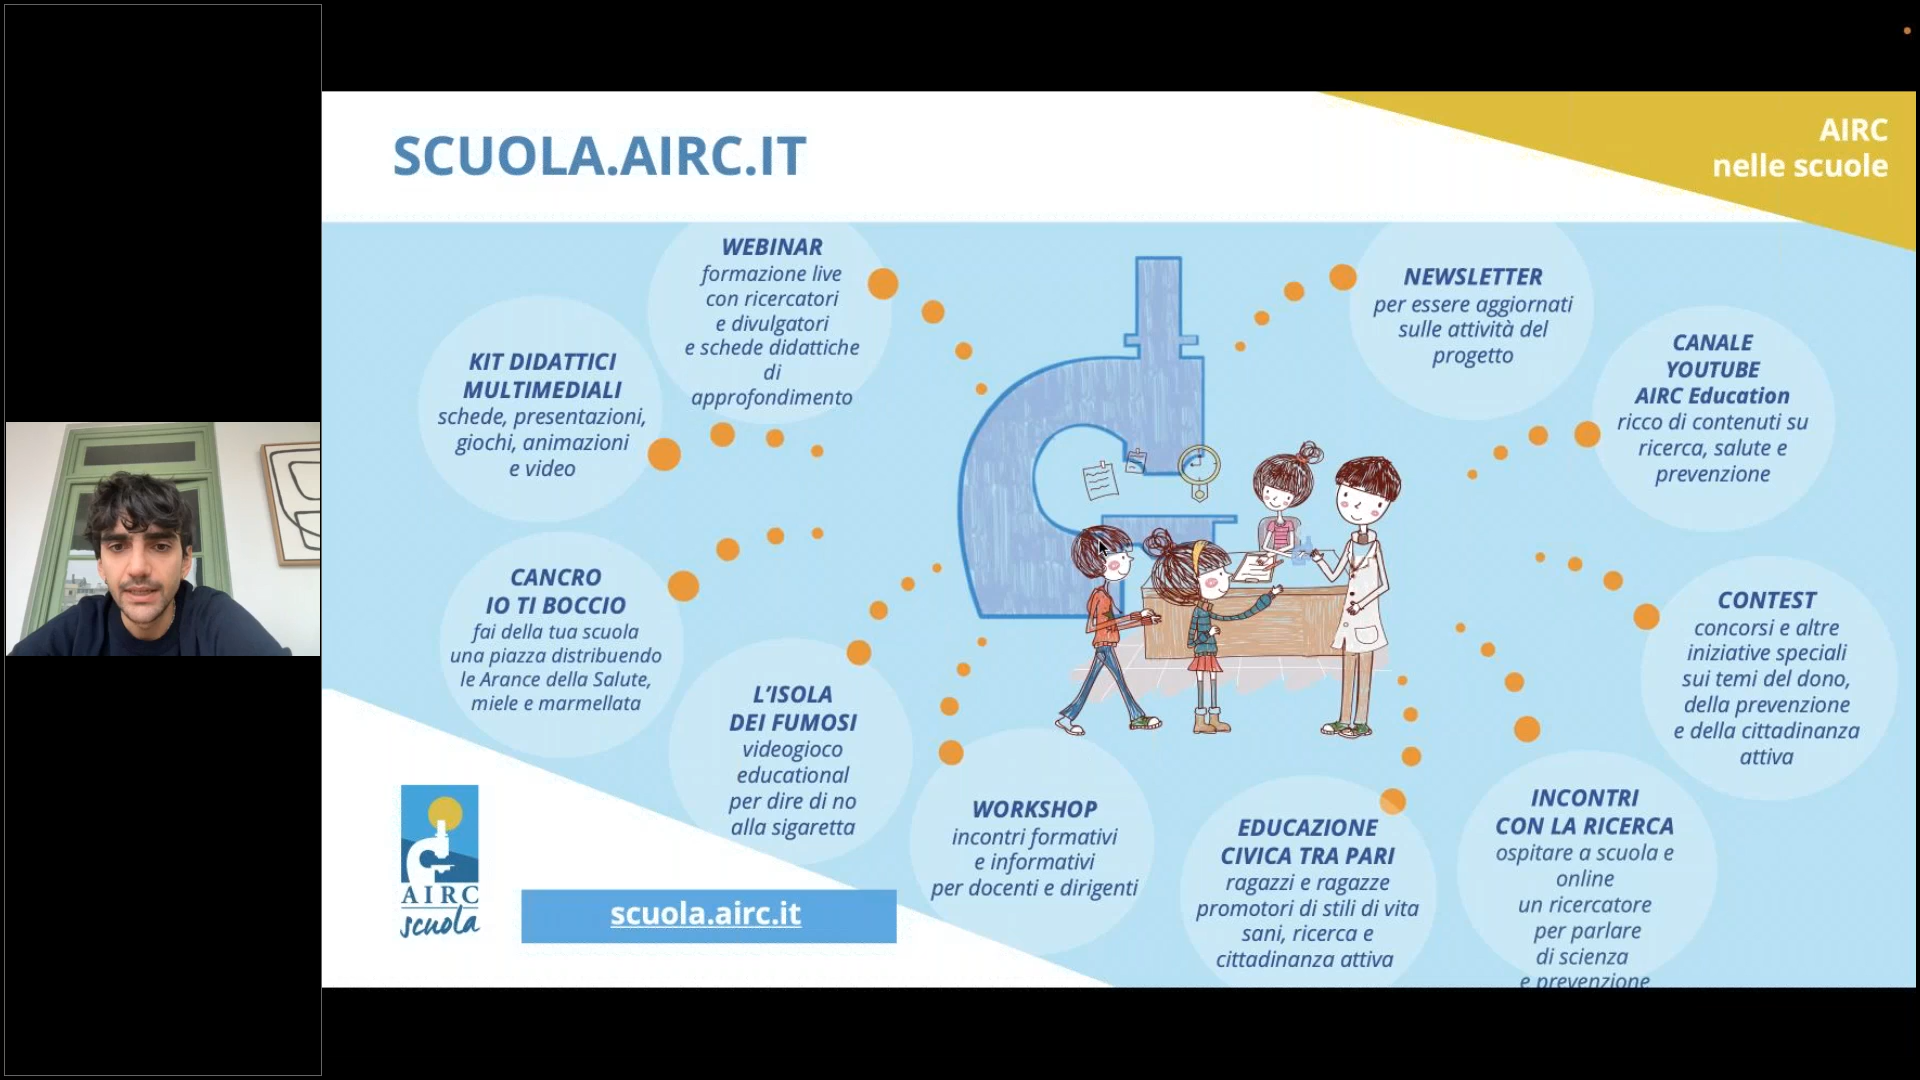 SCUOLA.AIRC.IT
AIRC
nelle scuole
WEBINAR
formazione live
con ricercatori
e divulgatori
e schede didattiche
di
approfondimento
NEWSLETTER
per essere aggiornati
sulle attività del
progetto
KIT DIDATTICI
MULTIMEDIALI
schede, presentazioni,
giochi, animazioni
e video
CANALE
YOUTUBE
AIRC Education
ricco di contenuti su
ricerca, salute e
prevenzione
CANCRO
IO TI BOCCIO
fai della tua scuola
una piazza distribuendo
le Arance della Salute,
miele e marmellata
CONTEST
concorsi e altre
iniziative speciali
sui temi del dono,
della prevenzione
e della cittadinanza
attiva
L'ISOLA
DEI FUMOSI
videogioco
educational
per dire di no
alla sigaretta
WORKSHOP
incontri formativi
e informativi
per docenti e dirigenti
EDUCAZIONE
CIVICA TRA PARI
ragazzi e ragazze
promotori di stili di vita
sani, ricerca e
cittadinanza attiva
INCONTRI
CON LA RICERCA
ospitare a scuola e
online
un ricercatore
per parlare
di scienza
e prevenzione
AIRC
scuola
scuola.airc.it